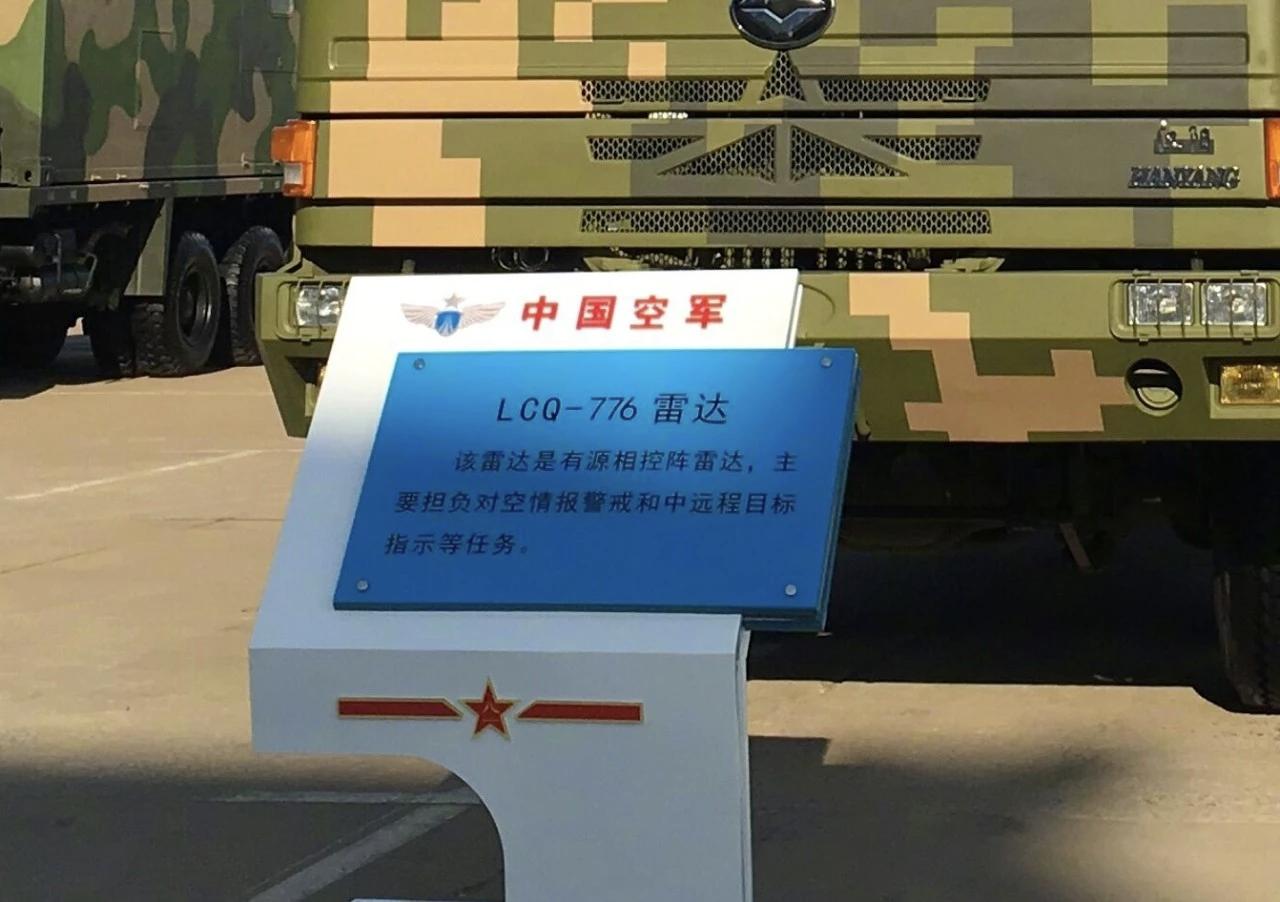 HANYANG
中国空军
LCQ-776 雷达
该雷达是有源相控阵雷达，主
要担负对空情报警戒和中远程目标
指示等任务。